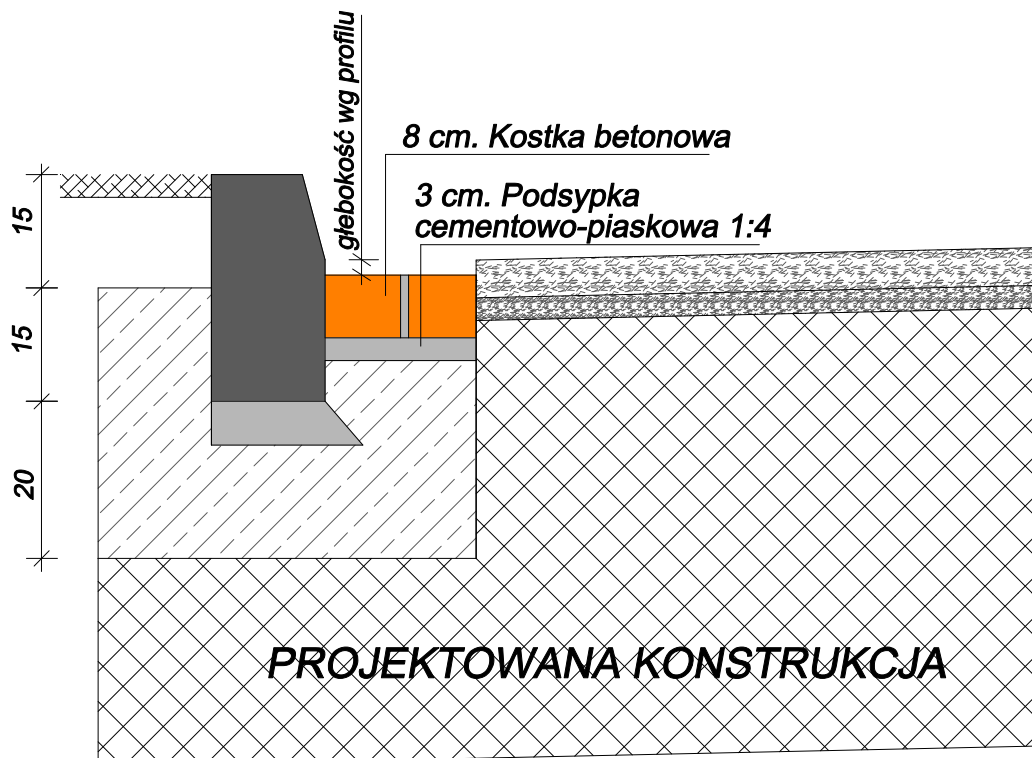 głebokość wg profilu
8 cm. Kostka betonowa
3 cm. Podsypka
cementowo-piaskowa 1:4
15
15
20
PROJEKTOWANA KONSTRUKCJA